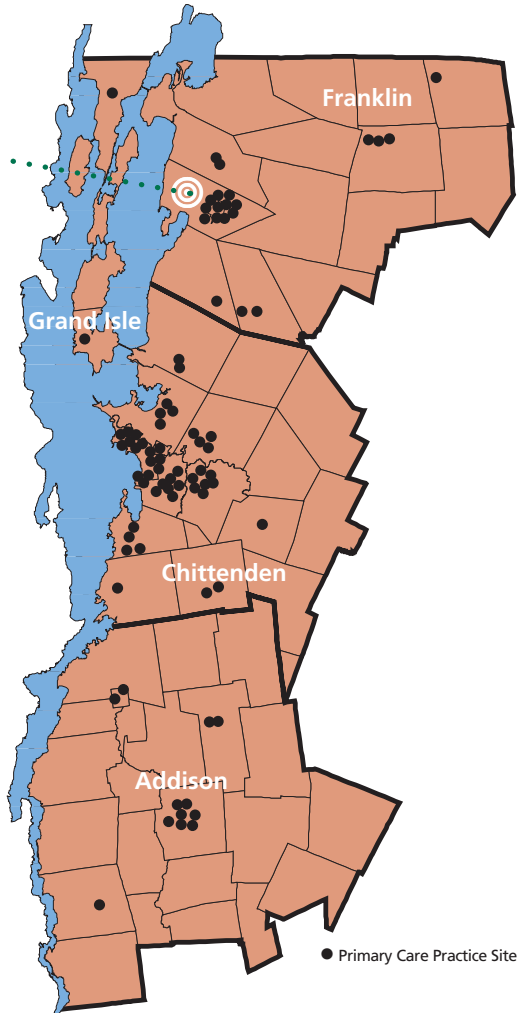 Franklin
Grand Isle
Chittenden
Addison
Primary Care Practice Site